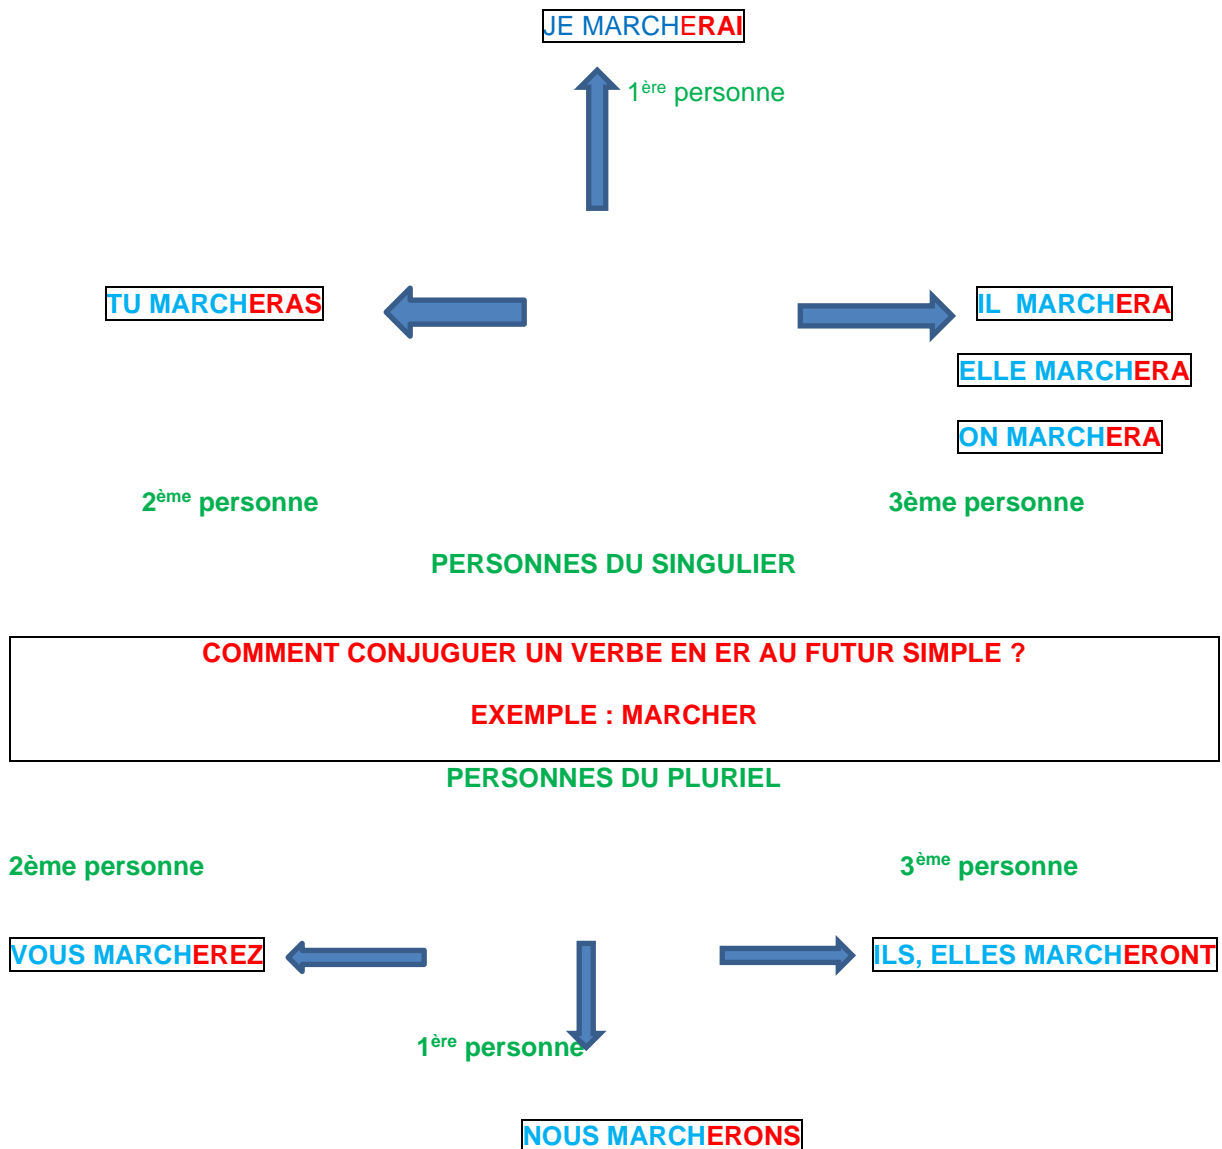 JE MARCHERAI
1ère personne
TU MARCHERAS
IL  MARCHERA
ELLE MARCHERA
ON MARCHERA
2ème personne
3ème personne
PERSONNES DU SINGULIER
COMMENT CONJUGUER UN VERBE EN ER AU FUTUR SIMPLE ?
EXEMPLE : MARCHER
PERSONNES DU PLURIEL
2ème personne
3ème personne
VOUS MARCHEREZ
ILS, ELLES MARCHERONT
1ère personne
NOUS MARCHERONS